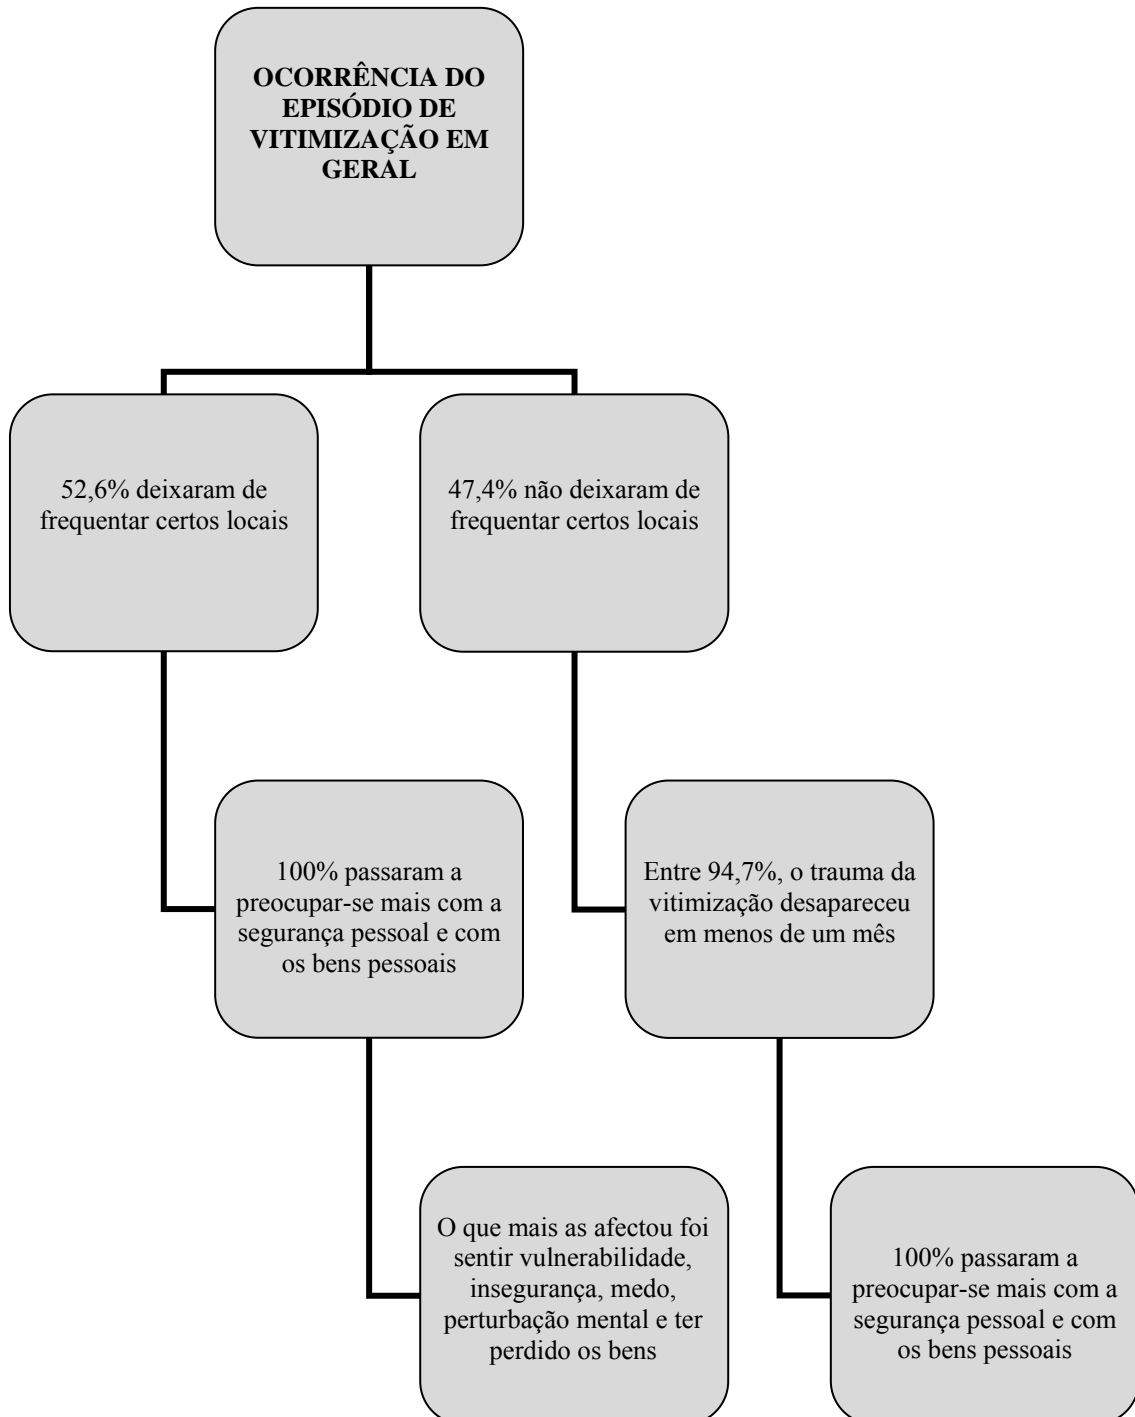 OCORRÊNCIA DO
EPISÓDIO DE
VITIMIZAÇÃO EM
GERAL
52,6% deixaram de
frequentar certos locais
47,4% não deixaram de
frequentar certos locais
100% passaram a
preocupar-se mais com a
segurança pessoal e com
os bens pessoais
Entre 94,7%, o trauma da
vitimização desapareceu
em menos de um mês
O que mais as afectou foi
sentir vulnerabilidade,
insegurança, medo,
perturbação mental e ter
perdido os bens
100% passaram a
preocupar-se mais com a
segurança pessoal e com
os bens pessoais